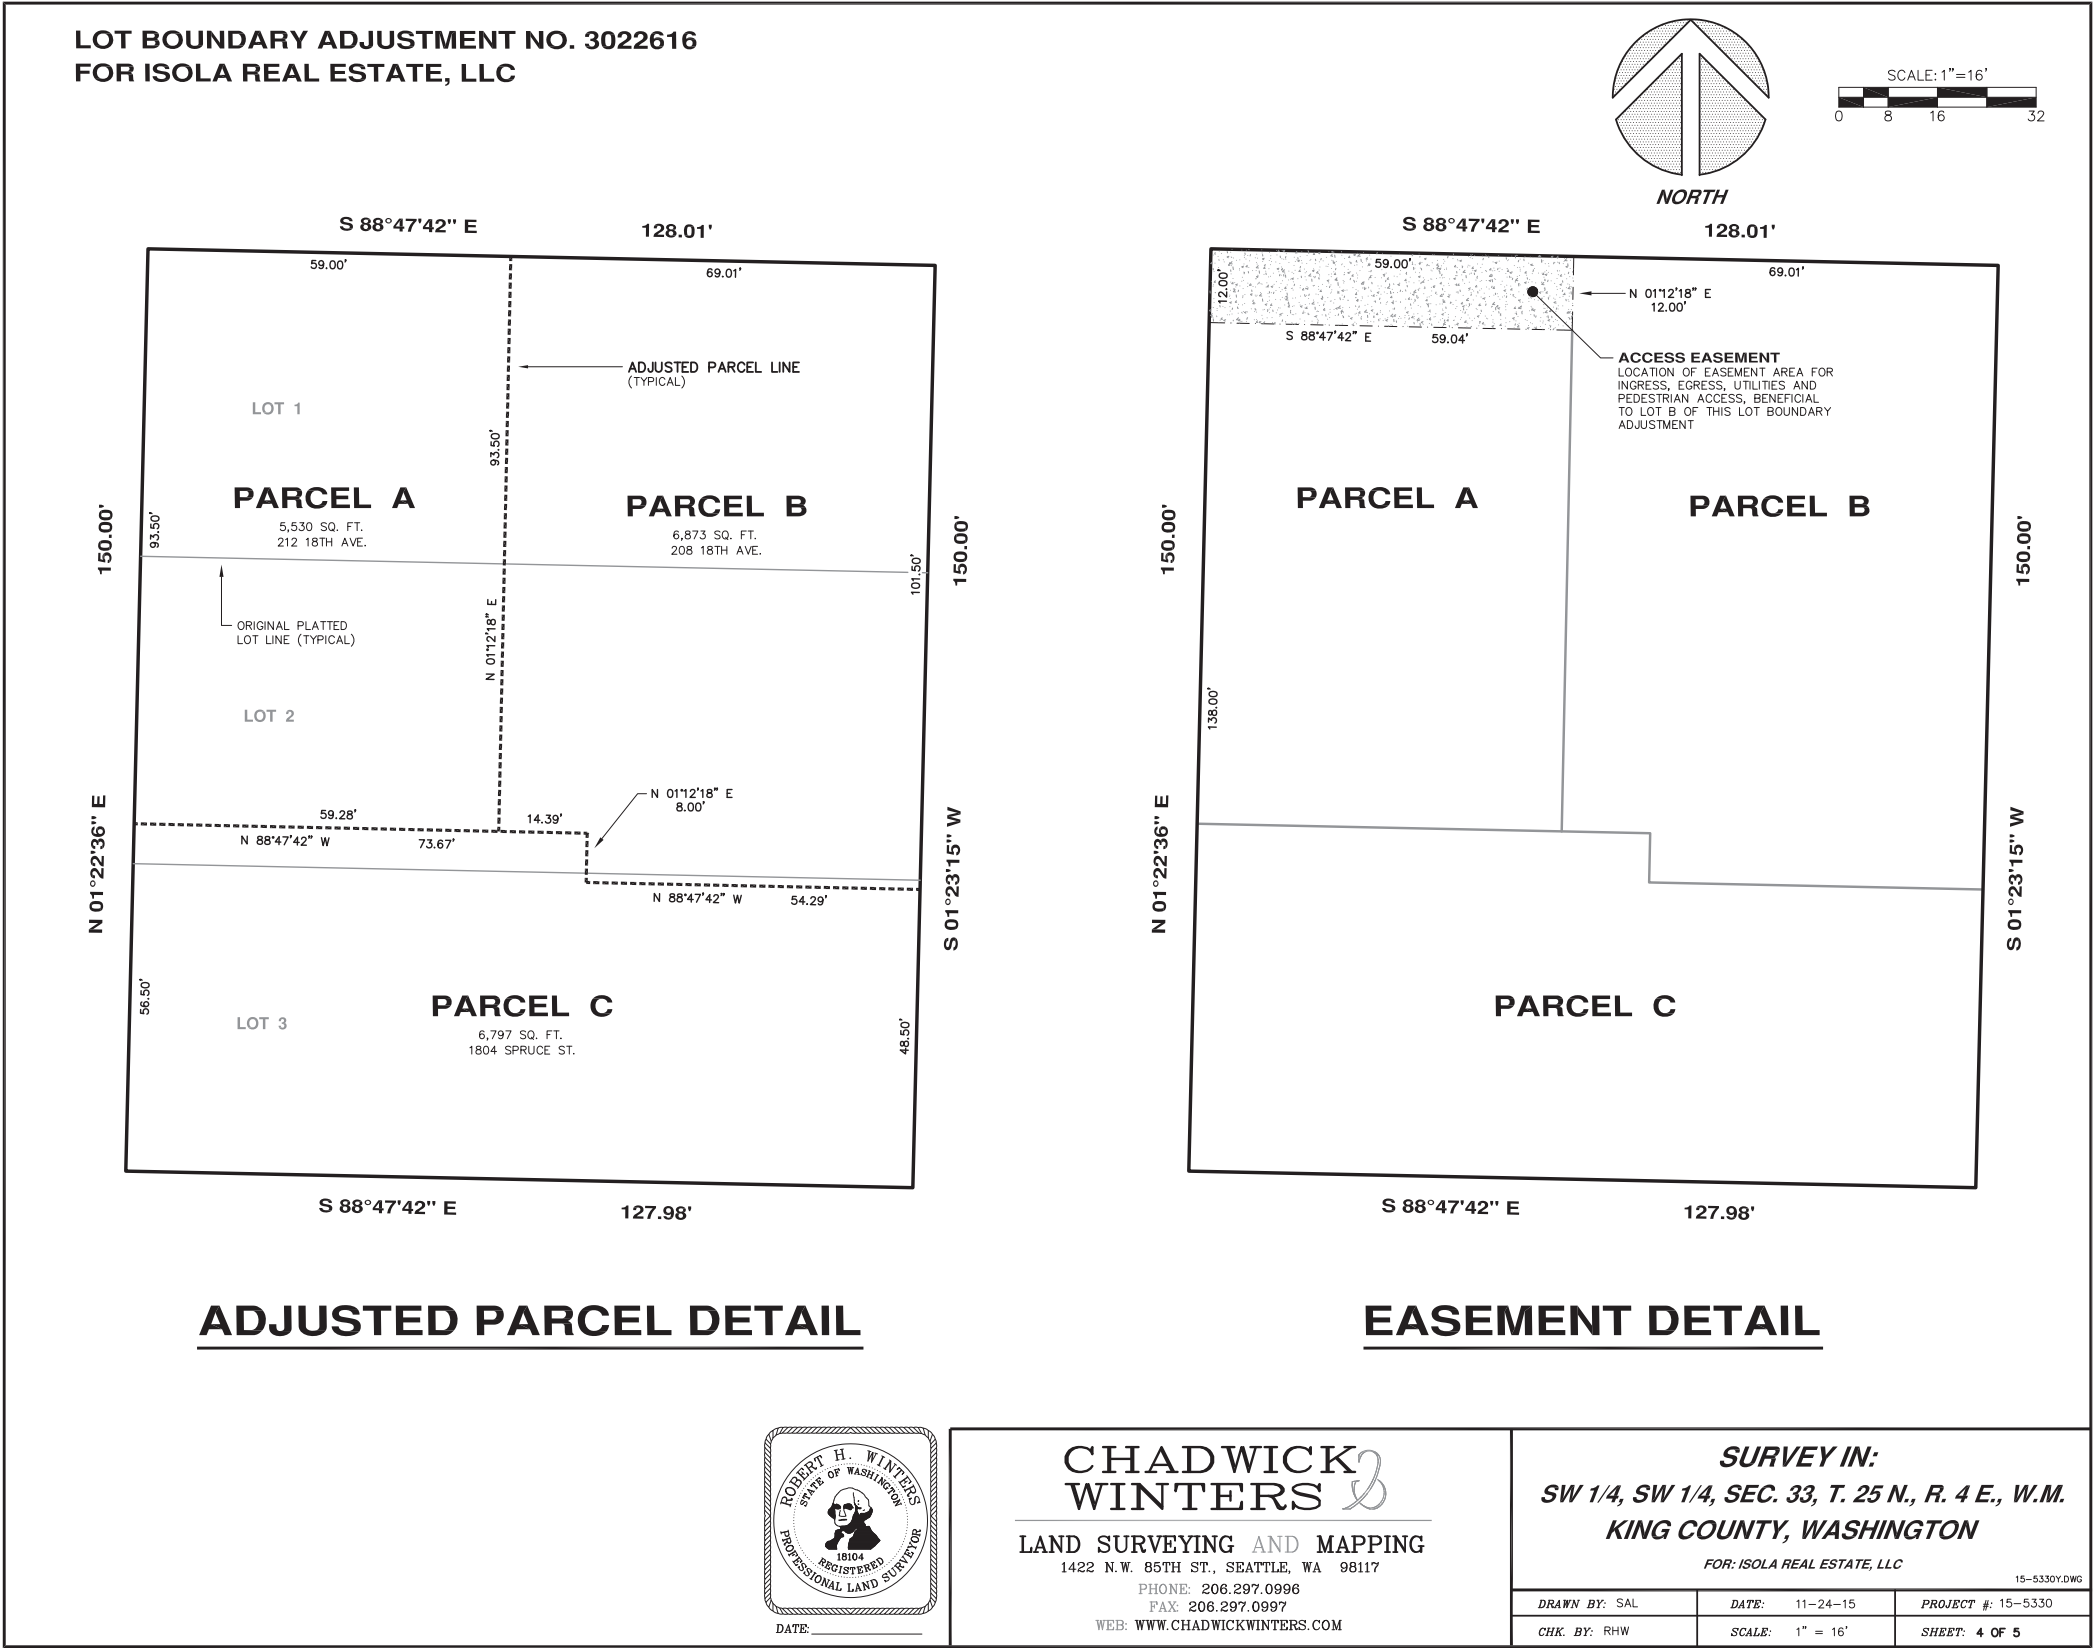 LOT BOUNDARY ADJUSTMENT NO. 3022616
FOR ISOLA REAL ESTATE, LLC
NORTH
SCALE: 1"=16'
0 8 16 32
S 88°47'42" E 128.01'
59.00'
69.01'
ADJUSTED PARCEL LINE
(TYPICAL)
LOT 1
93.50'
PARCEL A
5,530 SQ. FT.
212 18TH AVE.
PARCEL B
6,873 SQ. FT.
208 18TH AVE.
93.50'
150.00'
150.00'
101.50'
ORIGINAL PLATTED
LOT LINE (TYPICAL)
N 01°12'18" E
LOT 2
N 01°12'18" E
8.00'
59.28'
14.39'
N 88°47'42" W 73.67'
N 88°47'42" W 54.29'
N 01°22'36" E
S 01°23'15" W
56.50'
48.50'
PARCEL C
6,797 SQ. FT.
1804 SPRUCE ST.
LOT 3
S 88°47'42" E 127.98'
ADJUSTED PARCEL DETAIL
S 88°47'42" E 128.01'
59.00'
69.01'
12.00'
N 01°12'18" E
12.00'
S 88°47'42" E 59.04'
ACCESS EASEMENT
LOCATION OF EASEMENT AREA FOR
INGRESS, EGRESS, UTILITIES AND
PEDESTRIAN ACCESS, BENEFICIAL
TO LOT B OF THIS LOT BOUNDARY
ADJUSTMENT
PARCEL A
PARCEL B
150.00'
150.00'
138.00'
N 01°22'36" E
S 01°23'15" W
PARCEL C
S 88°47'42" E 127.98'
EASEMENT DETAIL
ROBERT H. WINTERS
STATE OF WASHINGTON
18104
REGISTERED
PROFESSIONAL LAND SURVEYOR
DATE:
CHADWICK
WINTERS
LAND SURVEYING AND MAPPING
1422 N.W. 85TH ST., SEATTLE, WA 98117
PHONE: 206.297.0996
FAX: 206.297.0997
WEB: WWW.CHADWICKWINTERS.COM
SURVEY IN:
SW 1/4, SW 1/4, SEC. 33, T. 25 N., R. 4 E., W.M.
KING COUNTY, WASHINGTON
FOR: ISOLA REAL ESTATE, LLC
15-5330Y.DWG
DRAWN BY: SAL DATE: 11-24-15 PROJECT #: 15-5330
CHK. BY: RHW SCALE: 1" = 16' SHEET: 4 OF 5